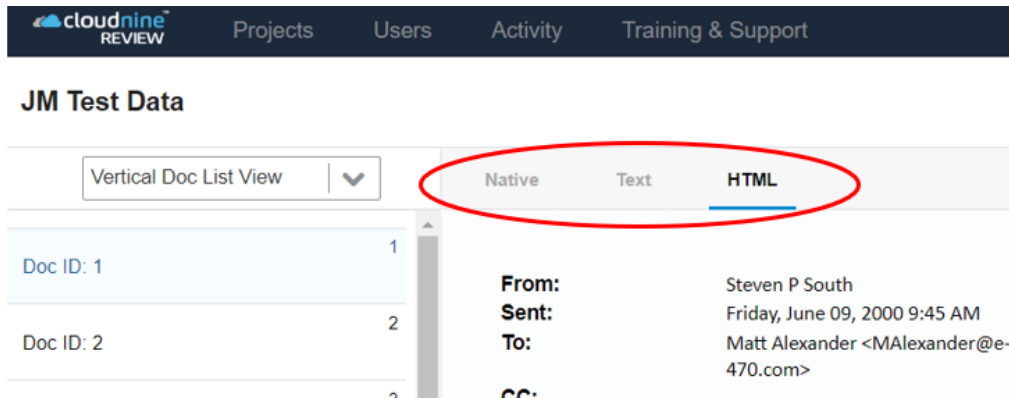 cloudnine™
REVIEW
Projects Users Activity Training & Support
JM Test Data
Vertical Doc List View
Native Text HTML
Doc ID: 1
1
Doc ID: 2
2
From: Steven P South
Sent: Friday, June 09, 2000 9:45 AM
To: Matt Alexander <MAlexander@e-
470.com>
CC: